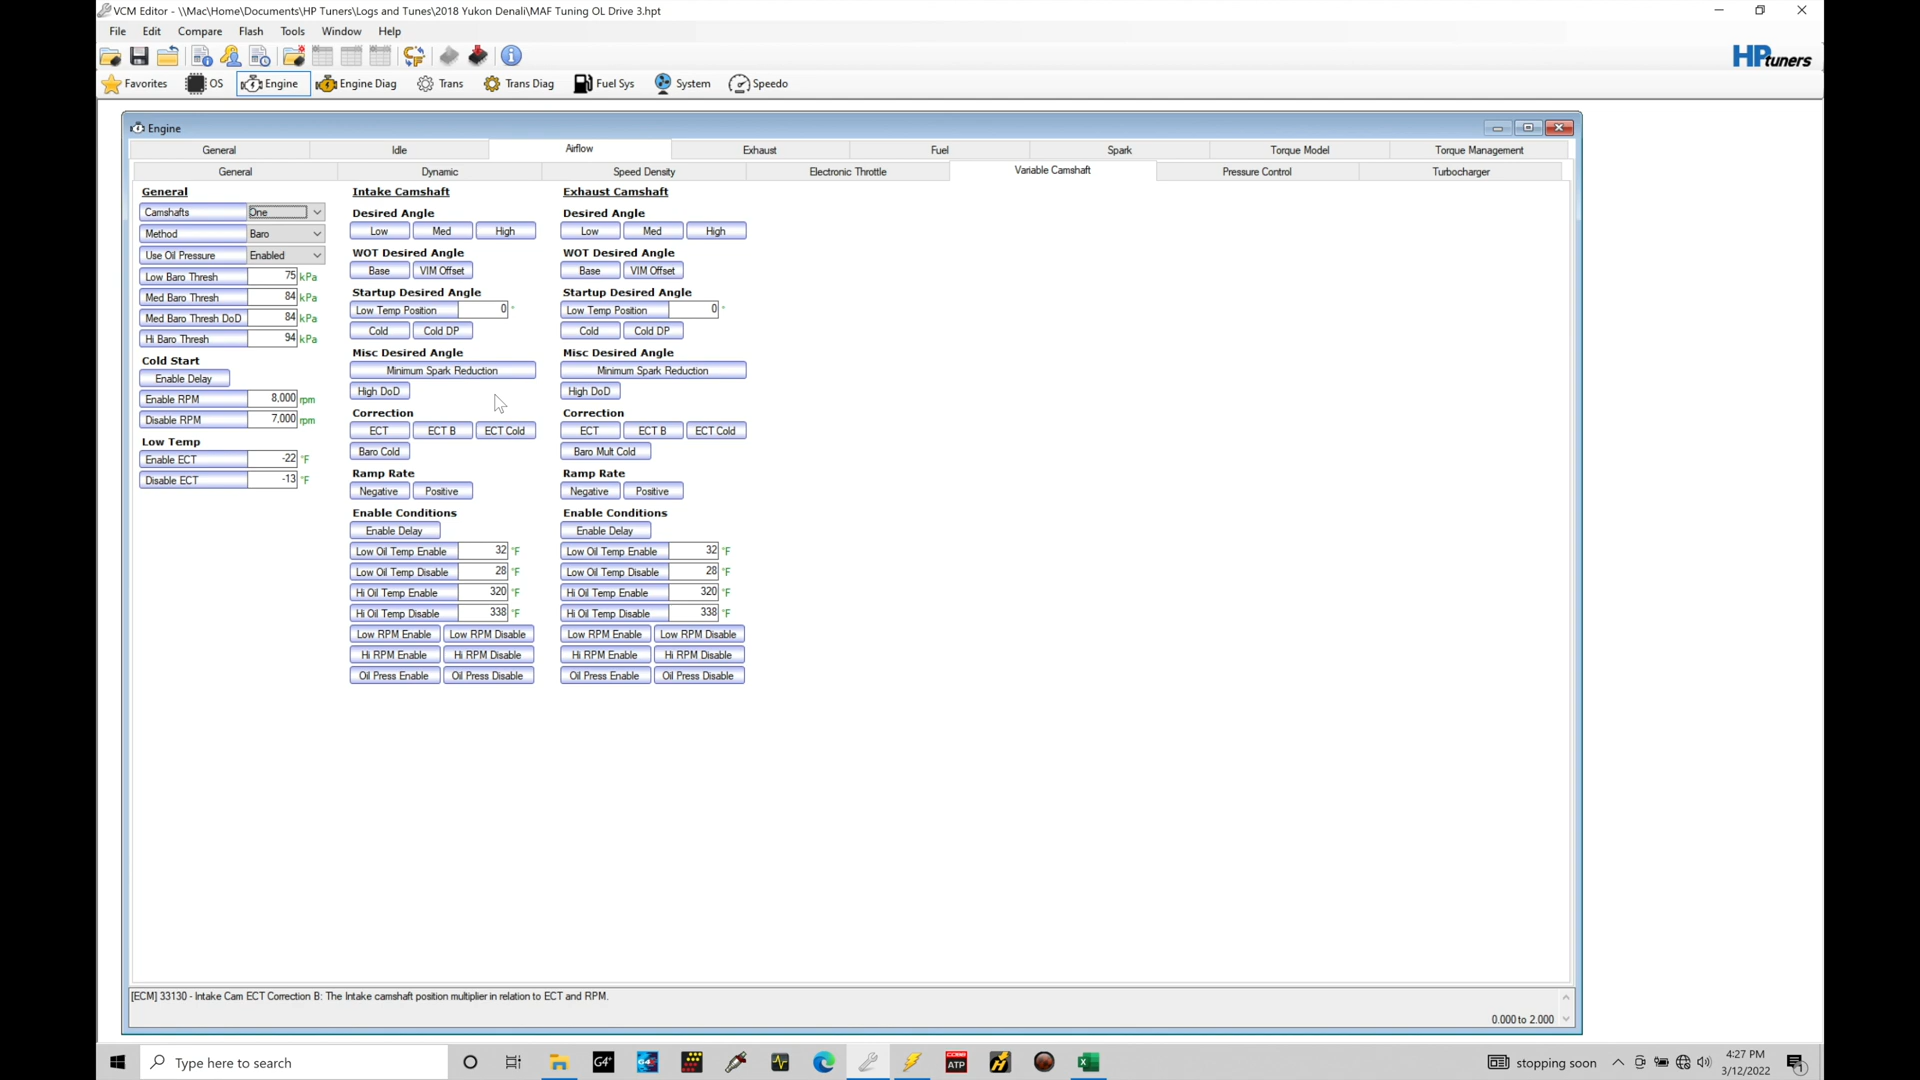 VCM Editor - \\Mac\Home\Documents\HP Tuners\Logs and Tunes\2018 Yukon Denali\MAF Tuning OL Drive 3.hpt
File Edit Compare Flash Tools Window Help
HPtuners
Favorites OS Engine Engine Diag Trans Trans Diag Fuel Sys System Speedo
Engine
General Idle Airflow Exhaust Fuel Spark Torque Model Torque Management
General Dynamic Speed Density Electronic Throttle Variable Camshaft Pressure Control Turbocharger
General
Camshafts One
Method Baro
Use Oil Pressure Enabled
Low Baro Thresh 75 kPa
Med Baro Thresh 84 kPa
Med Baro Thresh DoD 84 kPa
Hi Baro Thresh 94 kPa
Cold Start
Enable Delay
Enable RPM 8,000 rpm
Disable RPM 7,000 rpm
Low Temp
Enable ECT -22 °F
Disable ECT -13 °F
Intake Camshaft
Desired Angle
Low Med High
WOT Desired Angle
Base VIM Offset
Startup Desired Angle
Low Temp Position 0 °
Cold Cold DP
Misc Desired Angle
Minimum Spark Reduction
High DoD
Correction
ECT ECT B ECT Cold
Baro Cold
Ramp Rate
Negative Positive
Enable Conditions
Enable Delay
Low Oil Temp Enable 32 °F
Low Oil Temp Disable 28 °F
Hi Oil Temp Enable 320 °F
Hi Oil Temp Disable 338 °F
Low RPM Enable Low RPM Disable
Hi RPM Enable Hi RPM Disable
Oil Press Enable Oil Press Disable
Exhaust Camshaft
Desired Angle
Low Med High
WOT Desired Angle
Base VIM Offset
Startup Desired Angle
Low Temp Position 0 °
Cold Cold DP
Misc Desired Angle
Minimum Spark Reduction
High DoD
Correction
ECT ECT B ECT Cold
Baro Mult Cold
Ramp Rate
Negative Positive
Enable Conditions
Enable Delay
Low Oil Temp Enable 32 °F
Low Oil Temp Disable 28 °F
Hi Oil Temp Enable 320 °F
Hi Oil Temp Disable 338 °F
Low RPM Enable Low RPM Disable
Hi RPM Enable Hi RPM Disable
Oil Press Enable Oil Press Disable
[ECM] 33130 - Intake Cam ECT Correction B: The Intake camshaft position multiplier in relation to ECT and RPM.
0.000 to 2.000
Type here to search
G4+
ATP
stopping soon
4:27 PM
3/12/2022
1